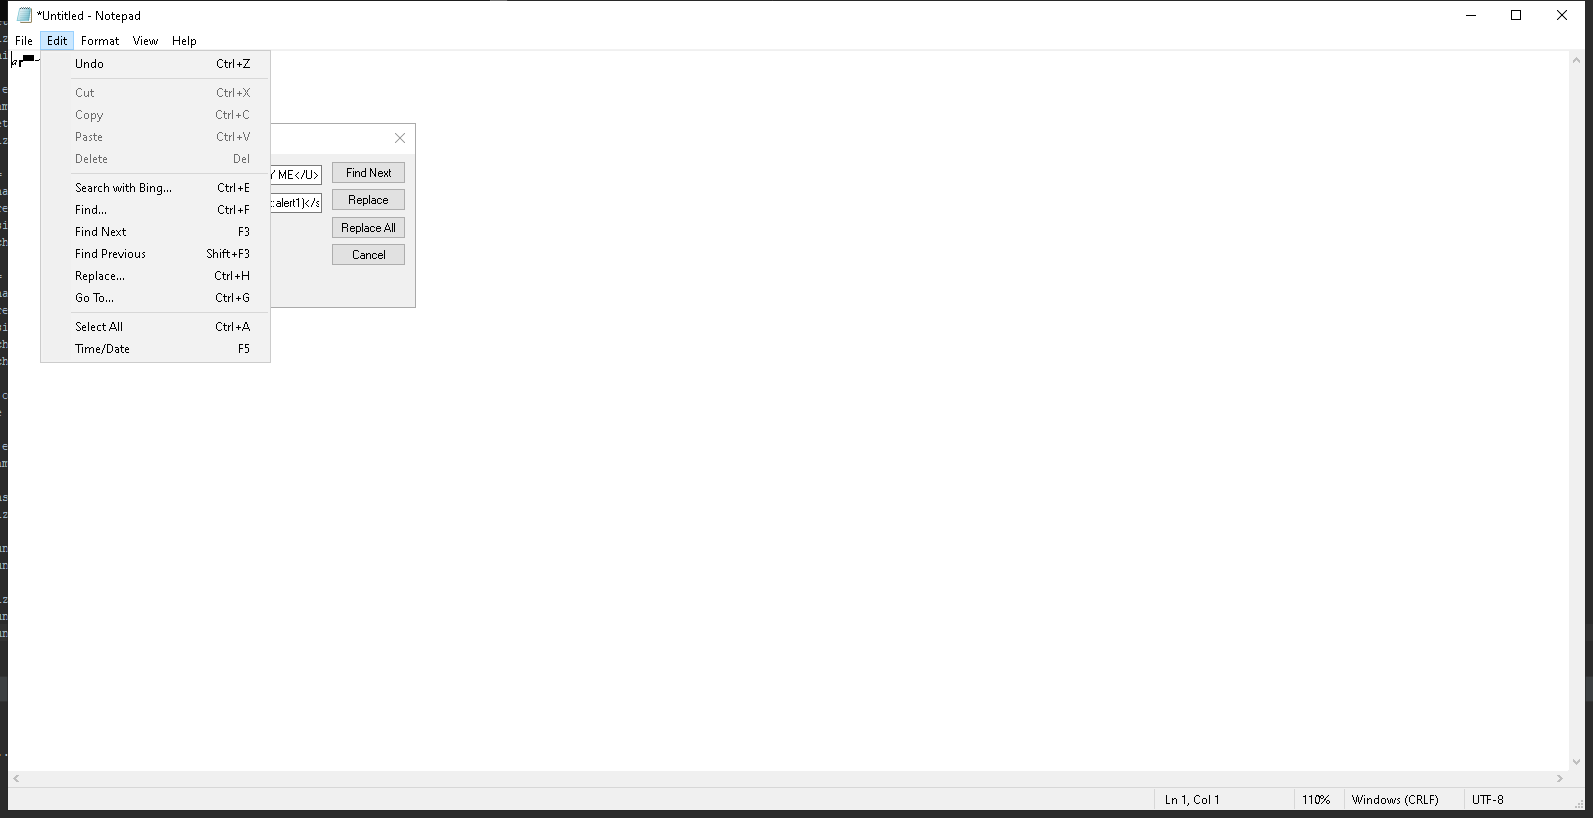 *Untitled - Notepad
File Edit Format View Help
Undo Ctrl+Z
Cut Ctrl+X
Copy Ctrl+C
Paste Ctrl+V
Delete Del
Search with Bing... Ctrl+E
Find... Ctrl+F
Find Next F3
Find Previous Shift+F3
Replace... Ctrl+H
Go To... Ctrl+G
Select All Ctrl+A
Time/Date F5
ME</U> Find Next
:alert1)</s Replace
Replace All
Cancel
Ln 1, Col 1 110% Windows (CRLF) UTF-8